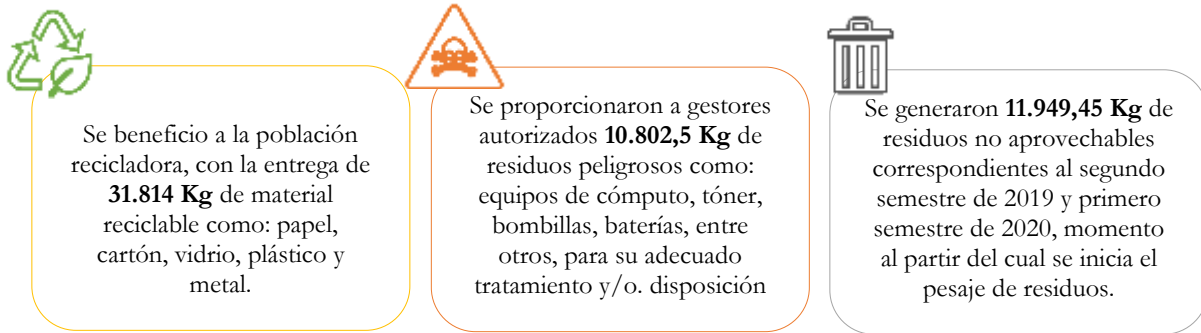 Se beneficio a la población
recicladora, con la entrega de
31.814 Kg de material
reciclable como: papel,
cartón, vidrio, plástico y
metal.
Se proporcionaron a gestores
autorizados 10.802,5 Kg de
residuos peligrosos como:
equipos de cómputo, tóner,
bombillas, baterías, entre
otros, para su adecuado
tratamiento y/o. disposición
Se generaron 11.949,45 Kg de
residuos no aprovechables
correspondientes al segundo
semestre de 2019 y primero
semestre de 2020, momento
al partir del cual se inicia el
pesaje de residuos.